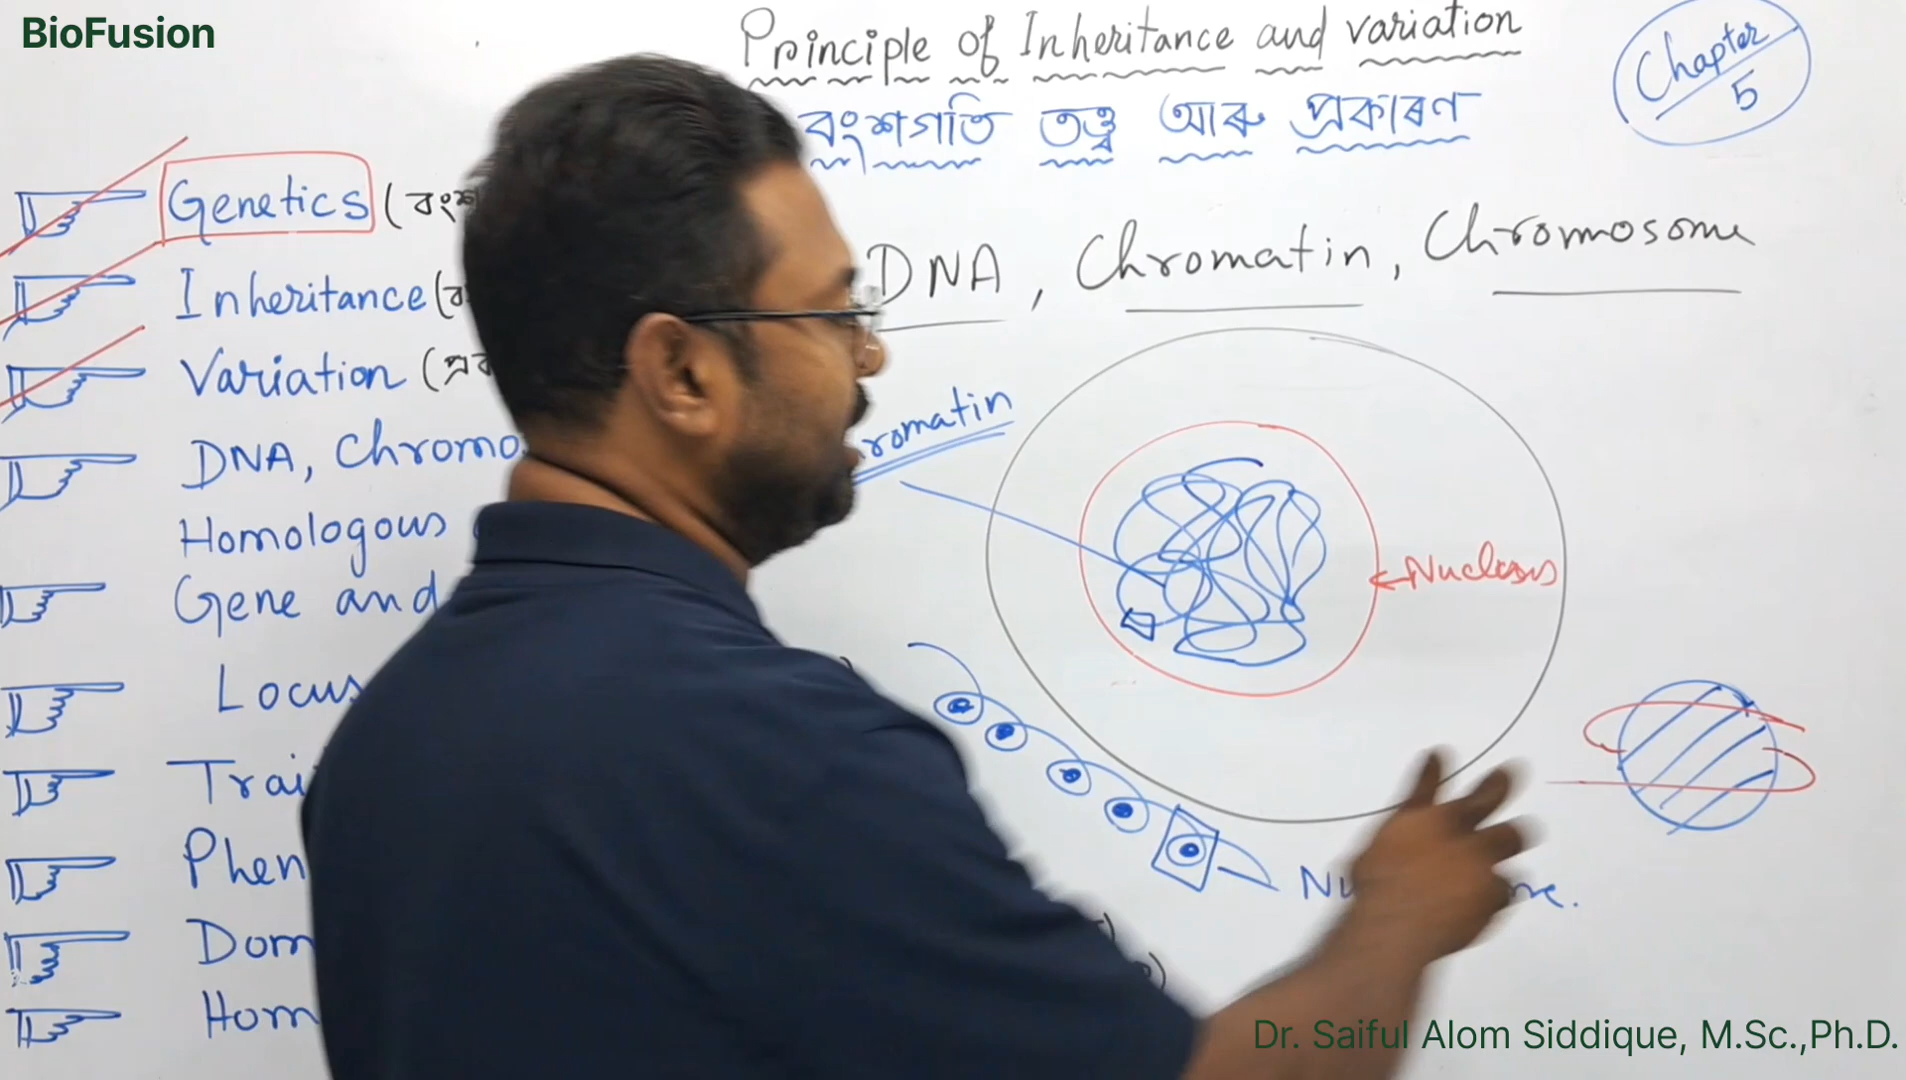 BioFusion
Principle of Inheritance and variation
বংশগতি তত্ত্ব আৰু প্ৰকাৰণ
Chapter
5
Genetics (বংশ
Inheritance (ব
Variation (প্ৰক
DNA, Chromo
Homologous
Gene and
Locus
Trai
Phen
Dom
Hom
DNA, Chromatin, Chromosome
romatin
Nucleus
Dr. Saiful Alom Siddique, M.Sc.,Ph.D.